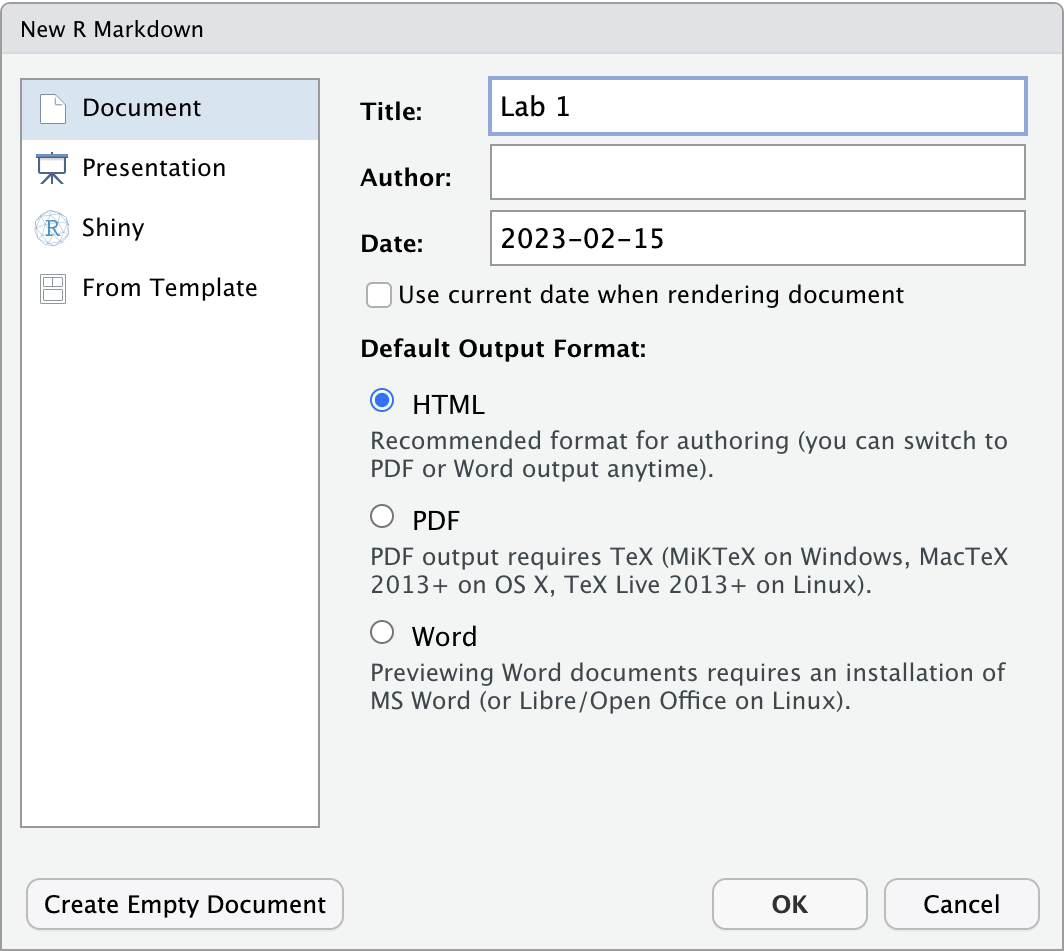 New R Markdown
Document
Presentation
R Shiny
From Template
Title: Lab 1
Author:
Date: 2023-02-15
Use current date when rendering document
Default Output Format:
HTML
Recommended format for authoring (you can switch to
PDF or Word output anytime).
PDF
PDF output requires TeX (MiKTeX on Windows, MacTeX
2013+ on OS X, TeX Live 2013+ on Linux).
Word
Previewing Word documents requires an installation of
MS Word (or Libre/Open Office on Linux).
Create Empty Document
OK
Cancel